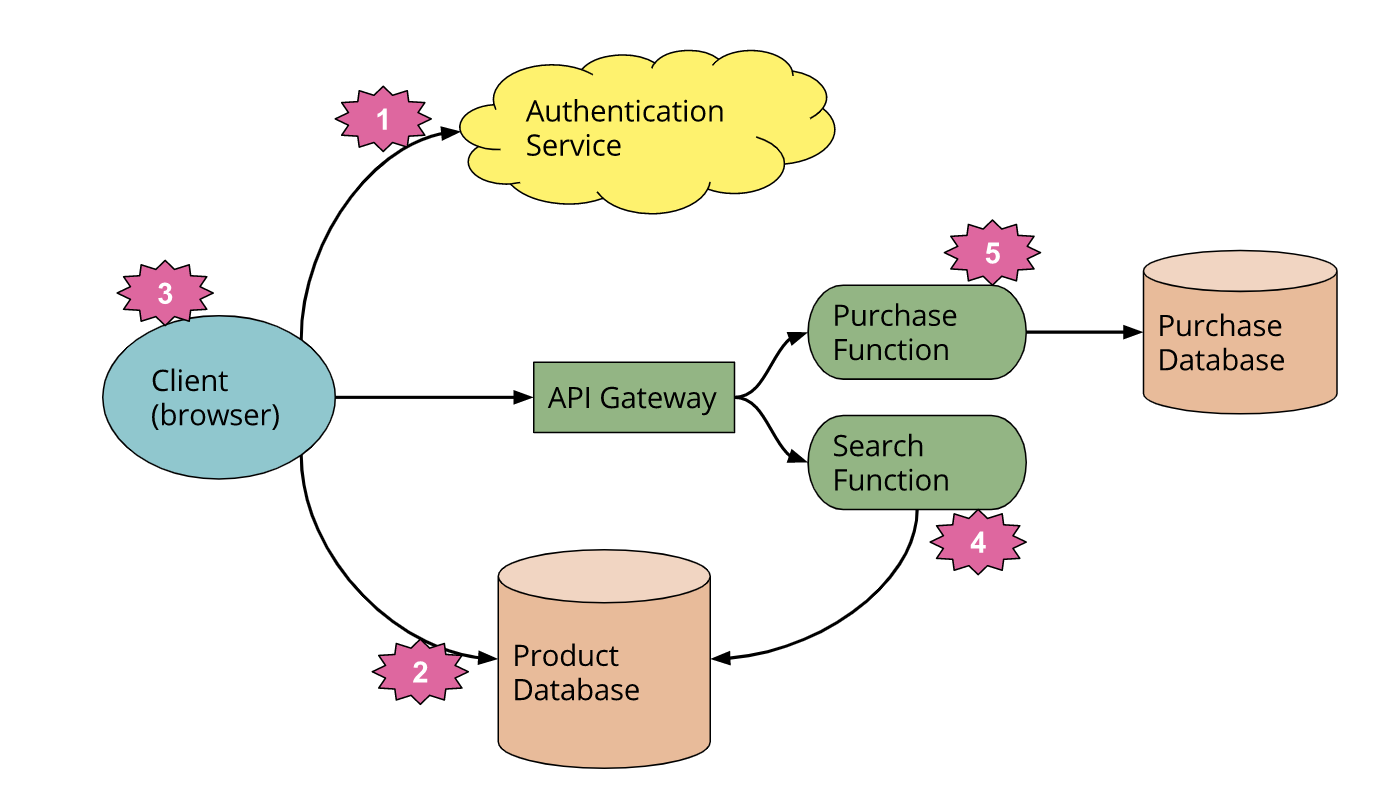 1
Authentication
Service
3
Client
(browser)
API Gateway
5
Purchase
Function
Purchase
Database
Search
Function
4
2
Product
Database